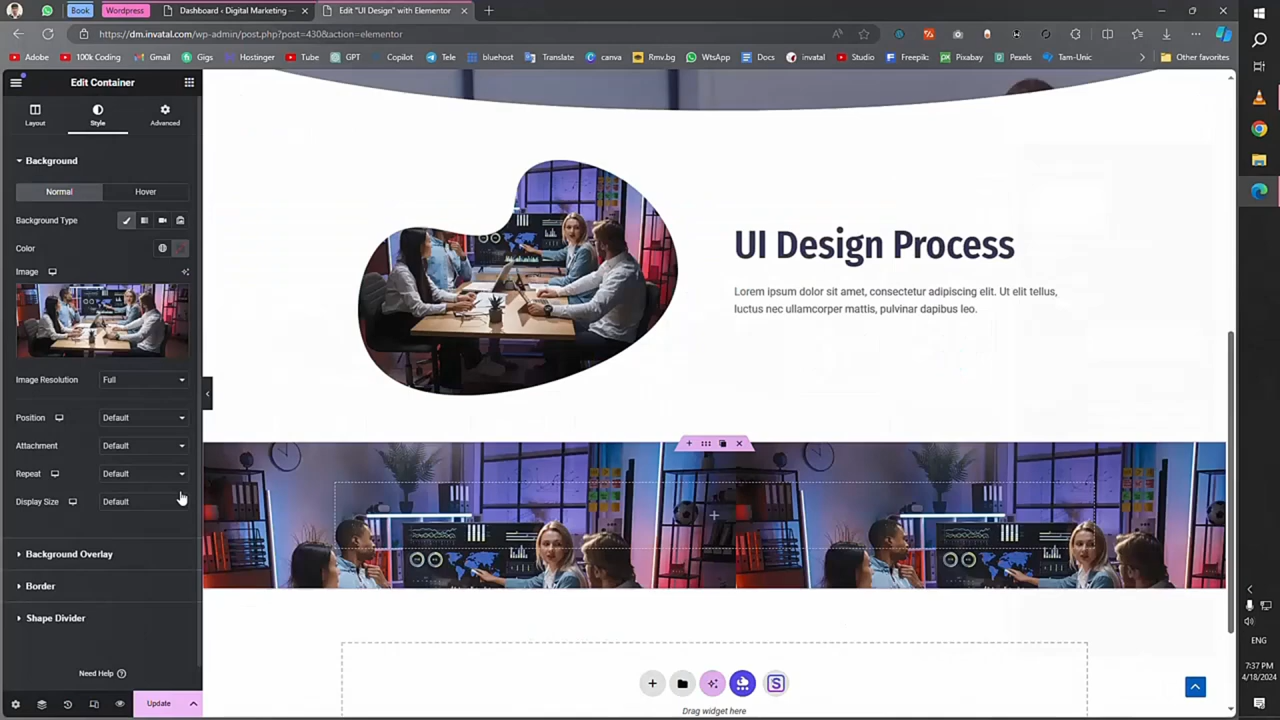 Book
Wordpress
Dashboard ‹ Digital Marketing —
Edit "UI Design" with Elementor
https://dm.invatal.com/wp-admin/post.php?post=430&action=elementor
Adobe
100k Coding
Gmail
Gigs
Hostinger
Tube
GPT
Copilot
Tele
bluehost
Translate
canva
Rmv.bg
WhatsApp
Docs
invatal
Studio
Freepik
Pixabay
Pexels
Tam-Unic
Other favorites
Edit Container
Layout
Style
Advanced
Background
Normal
Hover
Background Type
Color
Image
Image Resolution
Full
Position
Default
Attachment
Default
Repeat
Default
Display Size
Default
Background Overlay
Border
Shape Divider
Need Help
Update
UI Design Process
Lorem ipsum dolor sit amet, consectetur adipiscing elit. Ut elit tellus,
luctus nec ullamcorper mattis, pulvinar dapibus leo.
S
Drag widget here
ENG
7:37 PM
4/18/2024